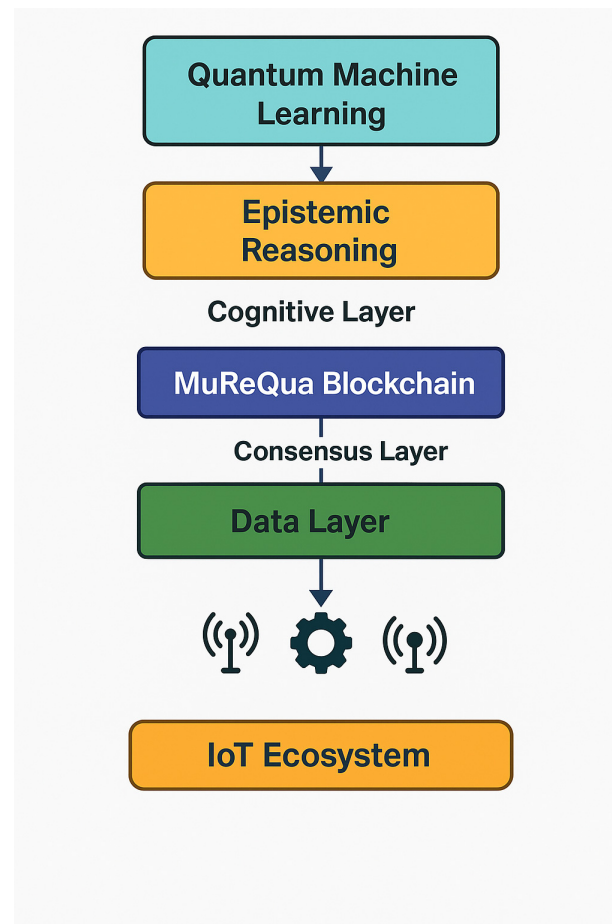 Quantum Machine
Learning
Epistemic
Reasoning
Cognitive Layer
MuReQua Blockchain
Consensus Layer
Data Layer
IoT Ecosystem